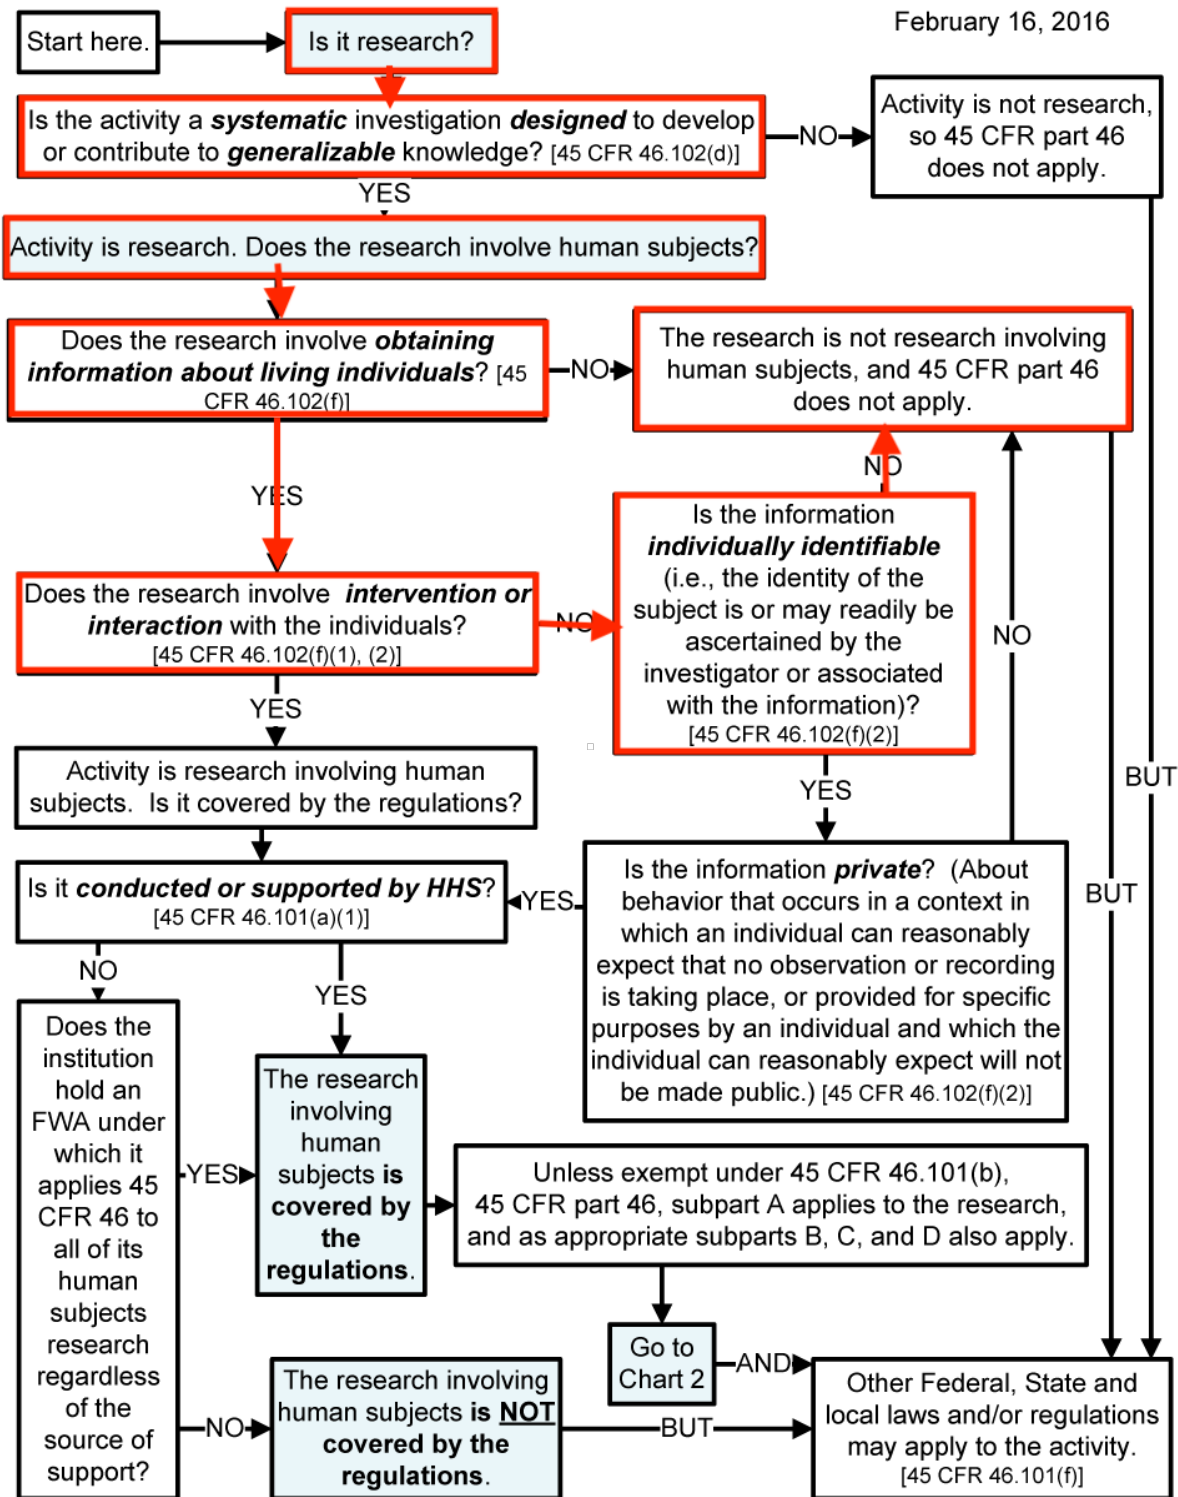 February 16, 2016
Start here.
Is it research?
Is the activity a systematic investigation designed to develop
or contribute to generalizable knowledge? [45 CFR 46.102(d)]
NO
Activity is not research,
so 45 CFR part 46
does not apply.
YES
Activity is research. Does the research involve human subjects?
Does the research involve obtaining
information about living individuals? [45
CFR 46.102(f)]
NO
The research is not research involving
human subjects, and 45 CFR part 46
does not apply.
YES
NO
Does the research involve intervention or
interaction with the individuals?
[45 CFR 46.102(f)(1), (2)]
NO
Is the information
individually identifiable
(i.e., the identity of the
subject is or may readily be
ascertained by the
investigator or associated
with the information)?
[45 CFR 46.102(f)(2)]
NO
YES
YES
BUT
Activity is research involving human
subjects. Is it covered by the regulations?
Is it conducted or supported by HHS?
[45 CFR 46.101(a)(1)]
YES
Is the information private? (About
behavior that occurs in a context in
which an individual can reasonably
expect that no observation or recording
is taking place, or provided for specific
purposes by an individual and which the
individual can reasonably expect will not
be made public.) [45 CFR 46.102(f)(2)]
BUT
NO
YES
Does the
institution
hold an
FWA under
which it
applies 45
CFR 46 to
all of its
human
subjects
research
regardless
of the
source of
support?
YES
The research
involving
human
subjects is
covered by
the
regulations.
Unless exempt under 45 CFR 46.101(b),
45 CFR part 46, subpart A applies to the research,
and as appropriate subparts B, C, and D also apply.
Go to
Chart 2
AND
NO
The research involving
human subjects is NOT
covered by the
regulations.
BUT
Other Federal, State and
local laws and/or regulations
may apply to the activity.
[45 CFR 46.101(f)]